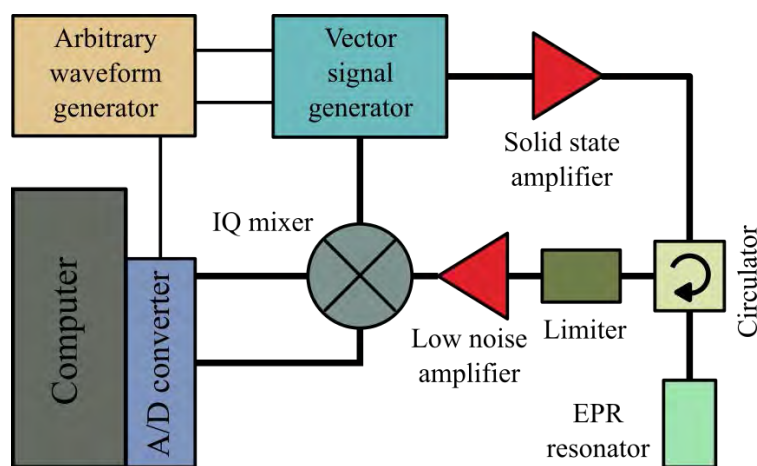 Arbitrary
waveform
generator
Vector
signal
generator
Solid state
amplifier
IQ mixer
Computer
A/D converter
Low noise
amplifier
Limiter
Circulator
EPR
resonator